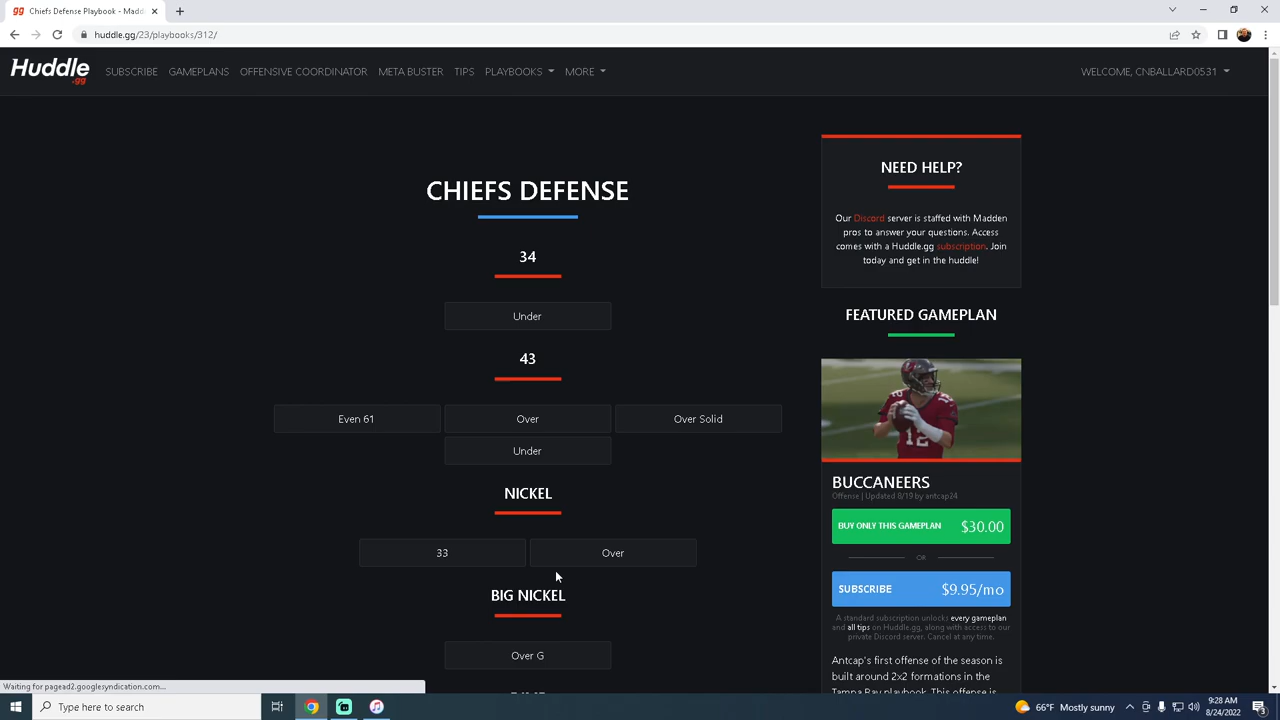 Chiefs Defense Playbook - Mad
huddle.gg/23/playbooks/312/
Huddle.gg
SUBSCRIBE GAMEPLANS OFFENSIVE COORDINATOR META BUSTER TIPS PLAYBOOKS MORE WELCOME, CNBALLARD0531
CHIEFS DEFENSE
34
Under
43
Even 61 Over Over Solid
Under
NICKEL
33 Over
BIG NICKEL
Over G
NEED HELP?
Our Discord server is staffed with Madden
pros to answer your questions. Access
comes with a Huddle.gg subscription. Join
today and get in the huddle!
FEATURED GAMEPLAN
12
BUCCANEERS
Offense | Updated 8/19 by antcap24
BUY ONLY THIS GAMEPLAN $30.00
OR
SUBSCRIBE $9.95/mo
A standard subscription unlocks every gameplan
and all tips on Huddle.gg, along with access to our
private Discord server. Cancel at any time.
Antcap's first offense of the season is
built around 2x2 formations in the
Tampa Bay playbook. This offense is
Waiting for pagead2.googlesyndication.com...
Type here to search
66°F Mostly sunny
9:28 AM
8/24/2022
3